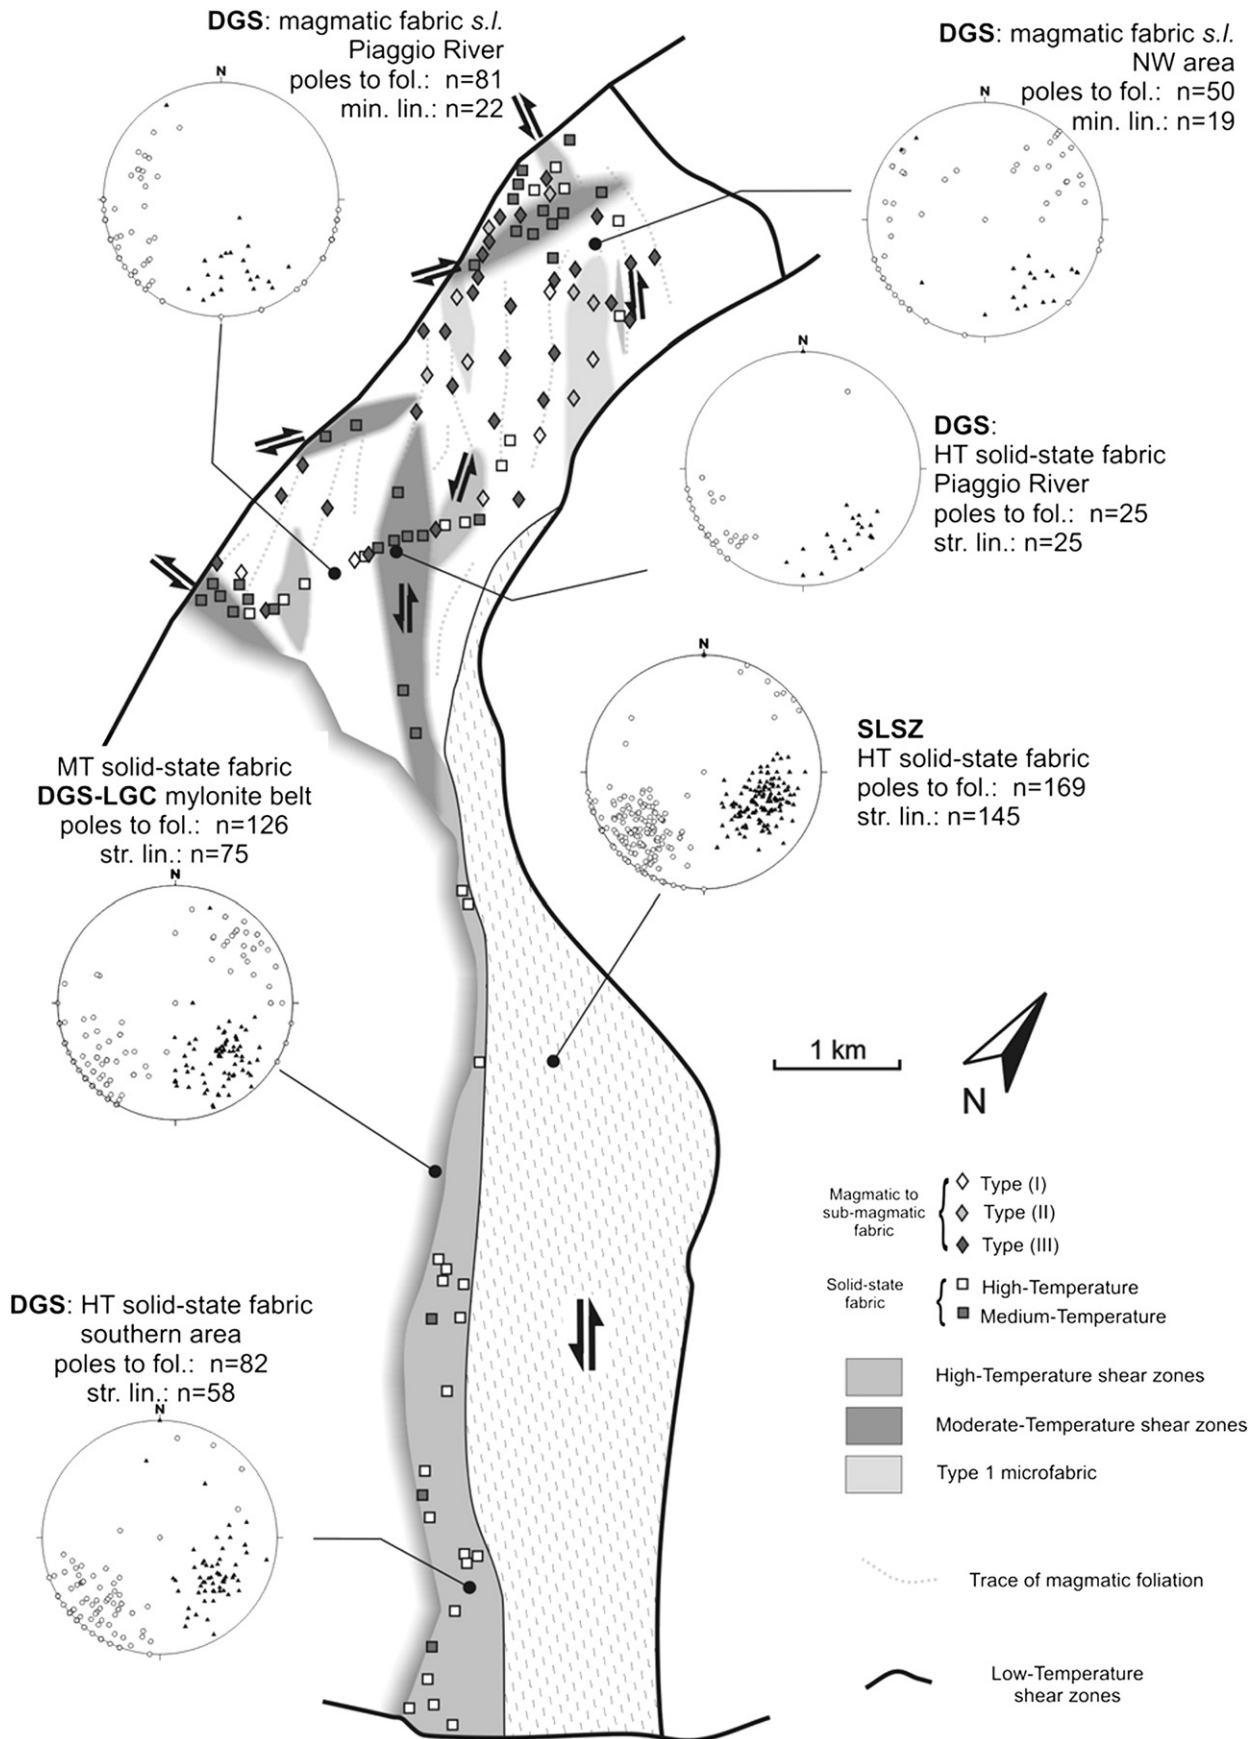 DGS: magmatic fabric s.l.
Piaggio River
poles to fol.: n=81
min. lin.: n=22
N
DGS: magmatic fabric s.l.
NW area
poles to fol.: n=50
min. lin.: n=19
N
N
DGS:
HT solid-state fabric
Piaggio River
poles to fol.: n=25
str. lin.: n=25
N
SLSZ
HT solid-state fabric
poles to fol.: n=169
str. lin.: n=145
MT solid-state fabric
DGS-LGC mylonite belt
poles to fol.: n=126
str. lin.: n=75
N
1 km
N
Magmatic to
sub-magmatic
fabric
Type (I)
Type (II)
Type (III)
Solid-state
fabric
High-Temperature
Medium-Temperature
DGS: HT solid-state fabric
southern area
poles to fol.: n=82
str. lin.: n=58
N
High-Temperature shear zones
Moderate-Temperature shear zones
Type 1 microfabric
Trace of magmatic foliation
Low-Temperature
shear zones